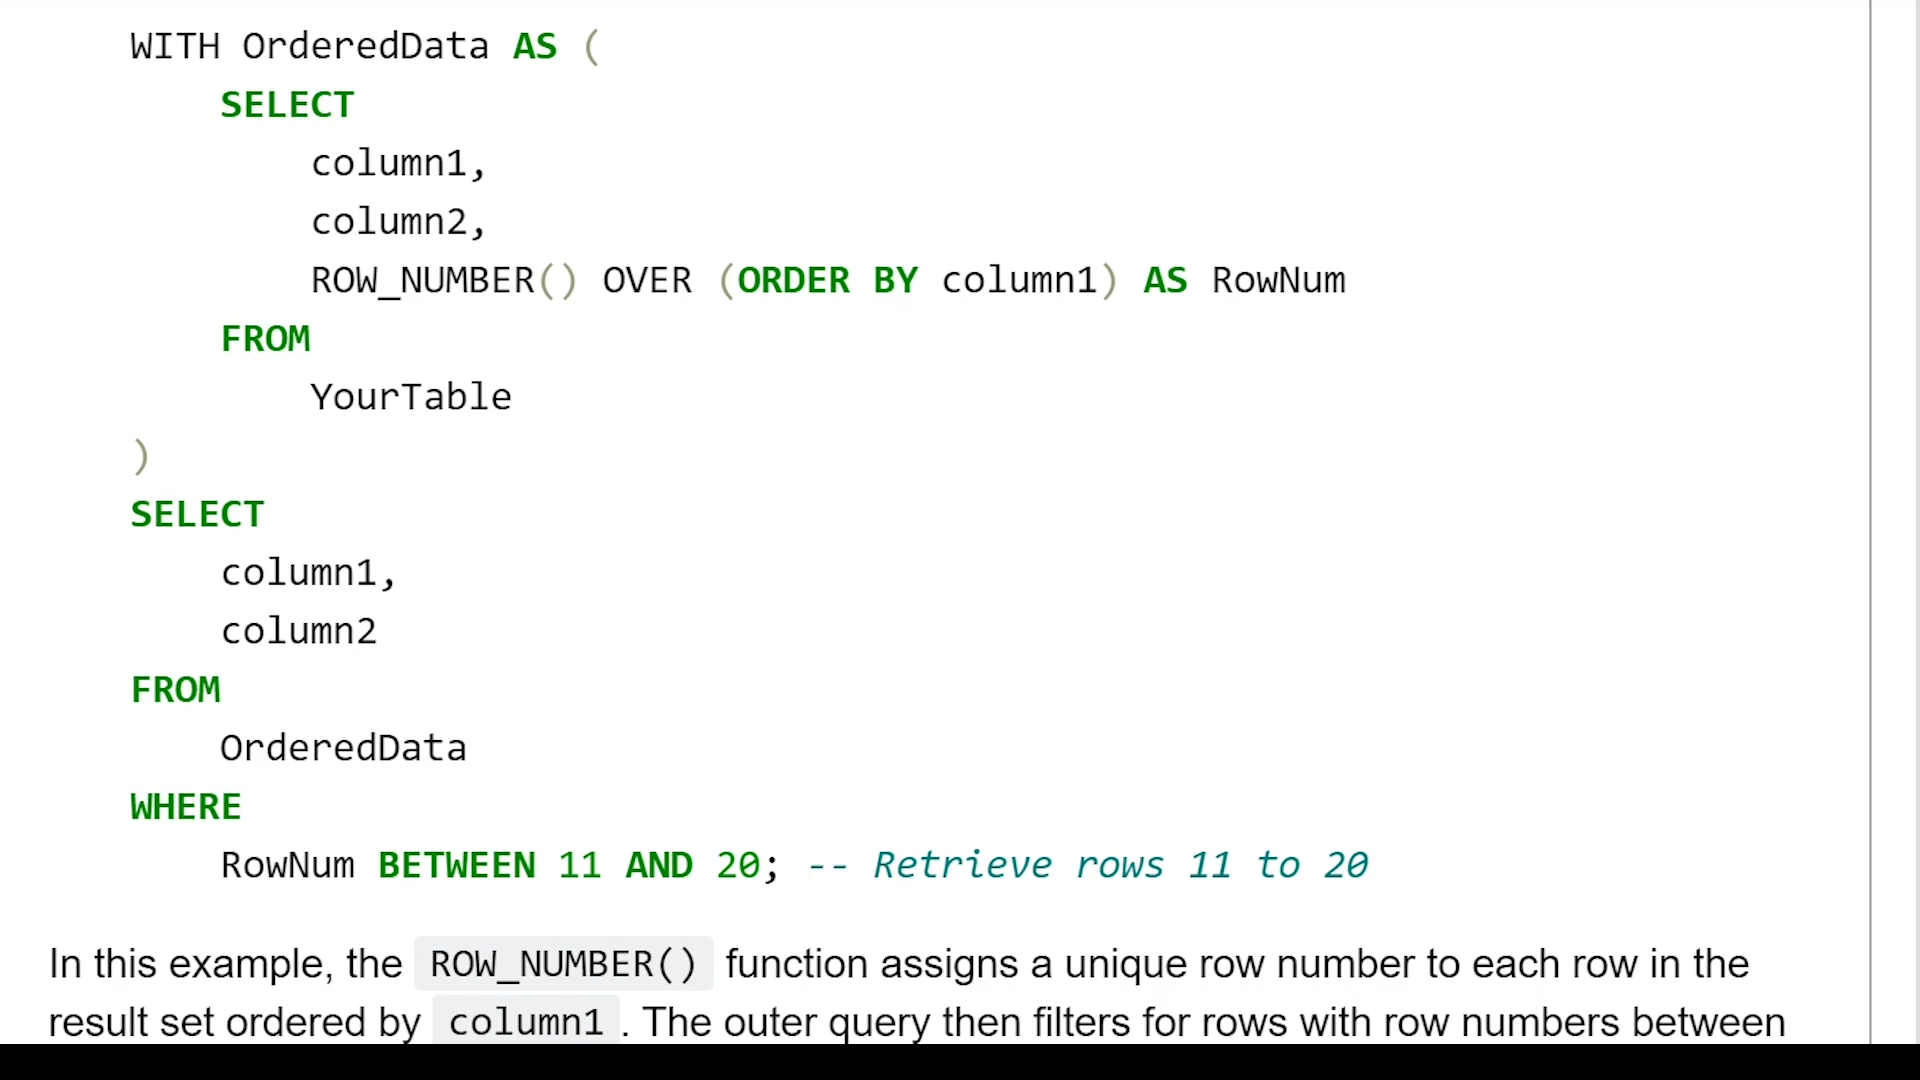 WITH OrderedData AS (
SELECT
column1,
column2,
ROW_NUMBER() OVER (ORDER BY column1) AS RowNum
FROM
YourTable
)
SELECT
column1,
column2
FROM
OrderedData
WHERE
RowNum BETWEEN 11 AND 20; -- Retrieve rows 11 to 20
In this example, the ROW_NUMBER() function assigns a unique row number to each row in the
result set ordered by column1 . The outer query then filters for rows with row numbers between